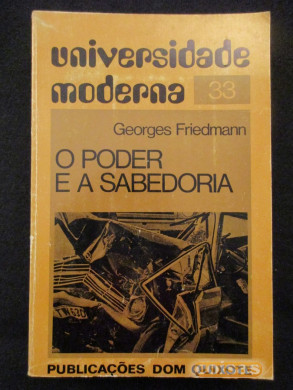 universidade
moderna 33
Georges Friedmann
O PODER
E A SABEDORIA
PUBLICAÇÕES DOM QUIXOTE